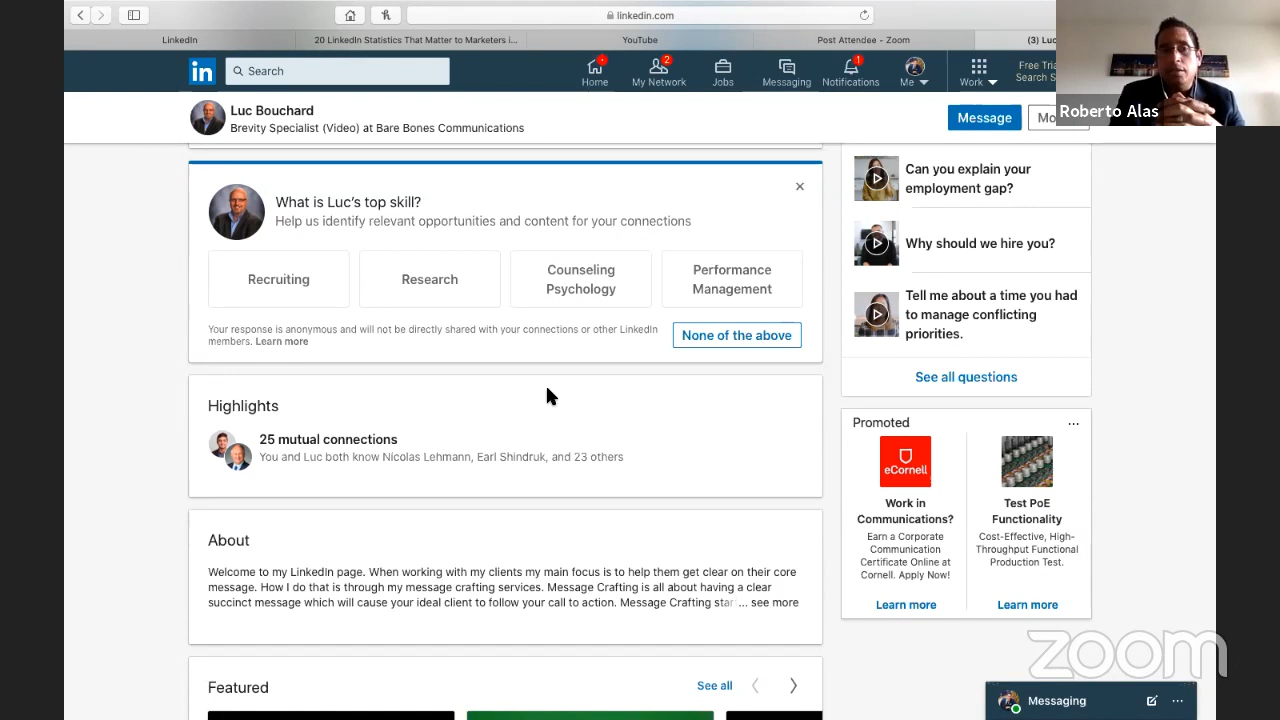 linkedin.com
LinkedIn
20 LinkedIn Statistics That Matter to Marketers i...
YouTube
Post Attendee - Zoom
(3) Luc
in
Search
Home
2
My Network
Jobs
Messaging
1
Notifications
Me
Work
Free Tria
Search S
Roberto Alas
Luc Bouchard
Brevity Specialist (Video) at Bare Bones Communications
Message
Mo
What is Luc's top skill?
Help us identify relevant opportunities and content for your connections
Recruiting
Research
Counseling
Psychology
Performance
Management
Your response is anonymous and will not be directly shared with your connections or other LinkedIn
members. Learn more
None of the above
Highlights
25 mutual connections
You and Luc both know Nicolas Lehmann, Earl Shindruk, and 23 others
About
Welcome to my LinkedIn page. When working with my clients my main focus is to help them get clear on their core
message. How I do that is through my message crafting services. Message Crafting is all about having a clear
succinct message which will cause your ideal client to follow your call to action. Message Crafting star ... see more
Featured
See all
Can you explain your
employment gap?
Why should we hire you?
Tell me about a time you had
to manage conflicting
priorities.
See all questions
Promoted
eCornell
Work in
Communications?
Earn a Corporate
Communication
Certificate Online at
Cornell. Apply Now!
Learn more
Test PoE
Functionality
Cost-Effective, High-
Throughput Functional
Production Test.
Learn more
zoom
Messaging